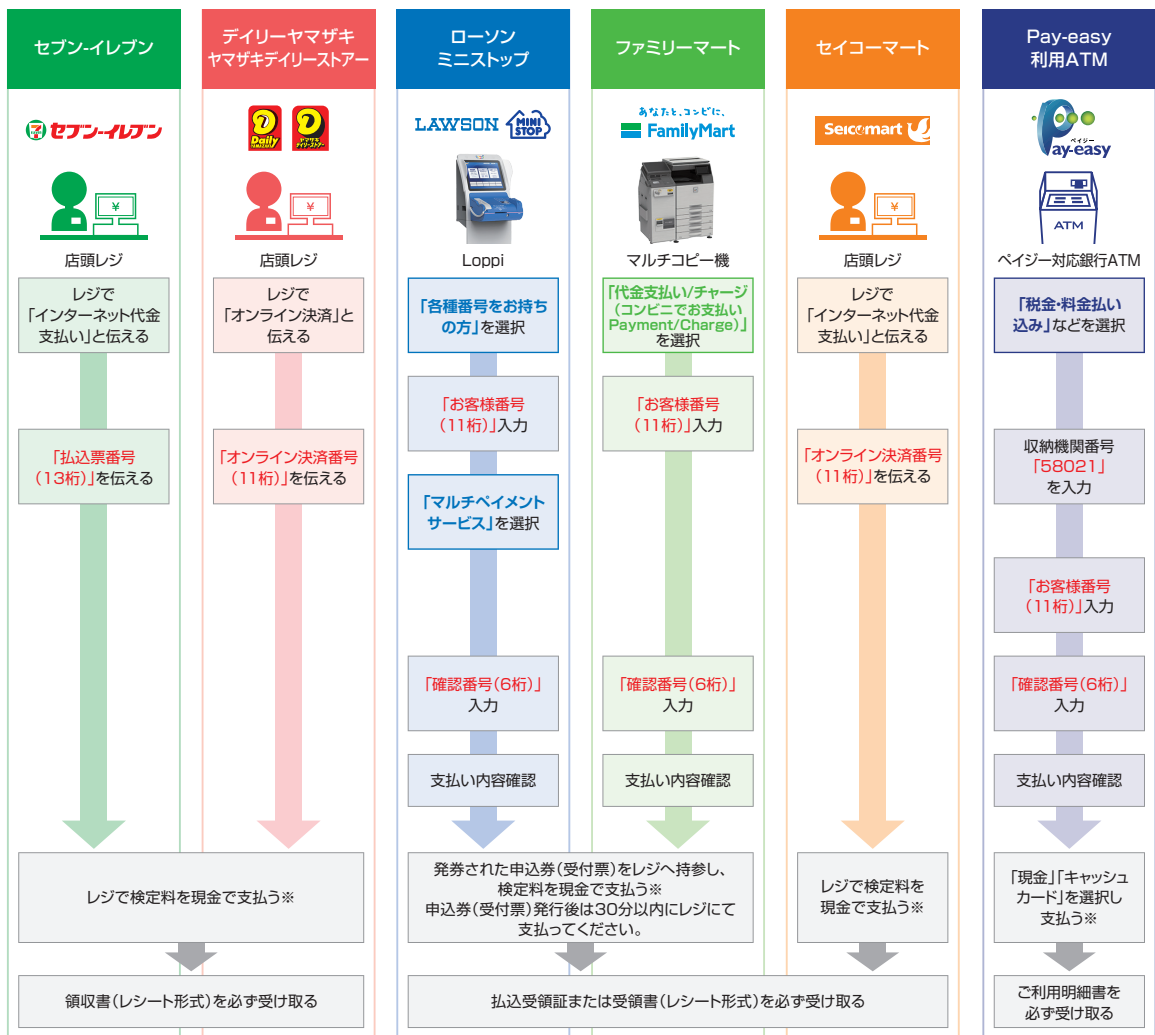 セブン-イレブン
デイリーヤマザキ
ヤマザキデイリーストアー
ローソン
ミニストップ
ファミリーマート
セイコーマート
Pay-easy
利用ATM
セブン-イレブン
Daily
YAMAZAKI
ヤマザキ
デイリーストアー
LAWSON
MINI
STOP
あなたと、コンビに、
FamilyMart
Seicomart
ペイジー
Pay-easy
¥
¥
¥
ATM
店頭レジ
店頭レジ
Loppi
マルチコピー機
店頭レジ
ペイジー対応銀行ATM
レジで
「インターネット代金
支払い」と伝える
レジで
「オンライン決済」と
伝える
「各種番号をお持ち
の方」を選択
「代金支払い/チャージ
(コンビニでお支払い
Payment/Charge)」
を選択
レジで
「インターネット代金
支払い」と伝える
「税金・料金払い
込み」などを選択
「お客様番号
(11桁)」入力
「お客様番号
(11桁)」入力
「払込票番号
(13桁)」を伝える
「オンライン決済番号
(11桁)」を伝える
「マルチペイメント
サービス」を選択
「オンライン決済番号
(11桁)」を伝える
収納機関番号
「58021」
を入力
「お客様番号
(11桁)」入力
「確認番号(6桁)」
入力
「確認番号(6桁)」
入力
「確認番号(6桁)」
入力
支払い内容確認
支払い内容確認
支払い内容確認
レジで検定料を現金で支払う※
発券された申込券(受付票)をレジへ持参し、
検定料を現金で支払う※
申込券(受付票)発行後は30分以内にレジにて
支払ってください。
レジで検定料を
現金で支払う※
「現金」「キャッシュ
カード」を選択し
支払う※
領収書(レシート形式)を必ず受け取る
払込受領証または受領書(レシート形式)を必ず受け取る
ご利用明細書を
必ず受け取る